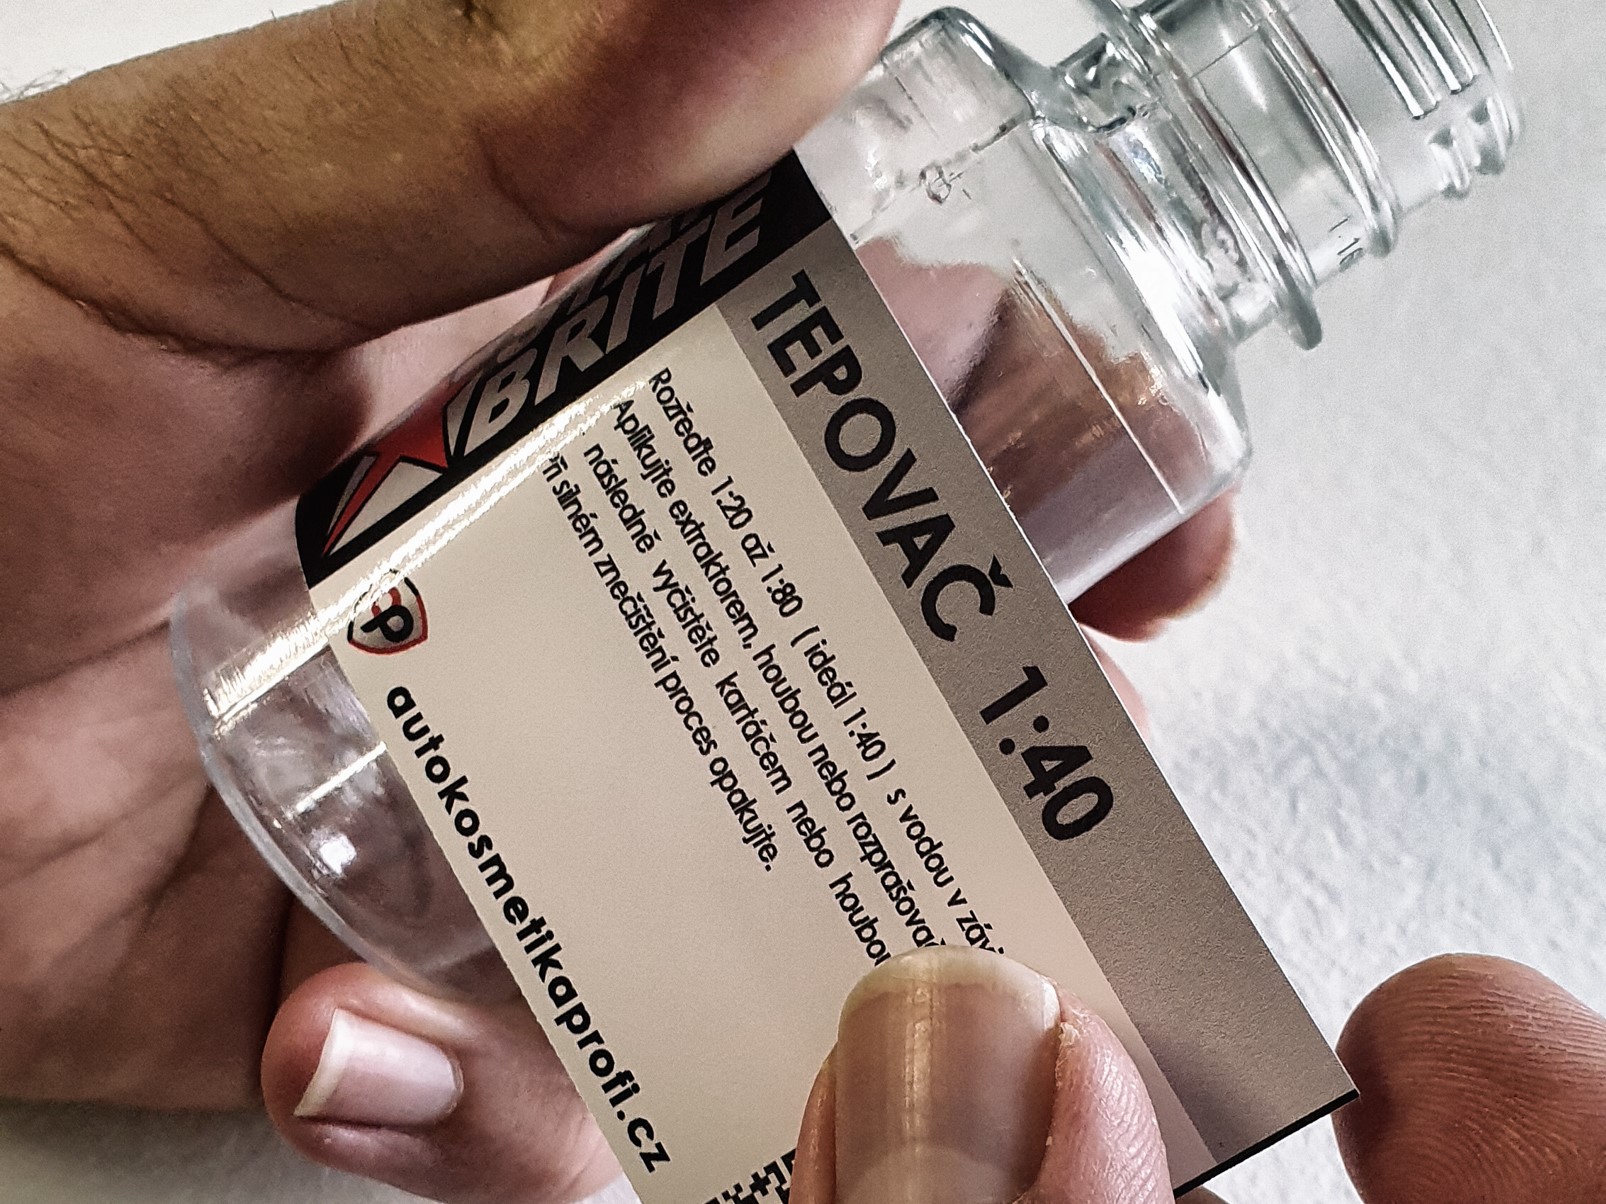 BRITE
TEPOVAČ 1:40
Rozřeďte 1:20 až 1:80 ( ideál 1:40 ) s vodou v
Aplikujte extraktorem, houbou nebo
následně vyčistěte kartáčem nebo
silném znečištění proces opakujte.
autokosmetikaprofi.cz